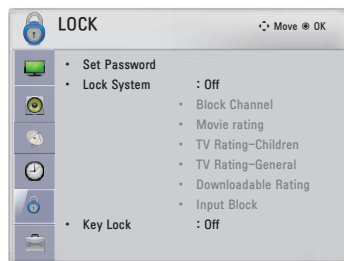 LOCK
Move OK
• Set Password
• Lock System : Off
• Block Channel
• Movie rating
• TV Rating-Children
• TV Rating-General
• Downloadable Rating
• Input Block
• Key Lock : Off